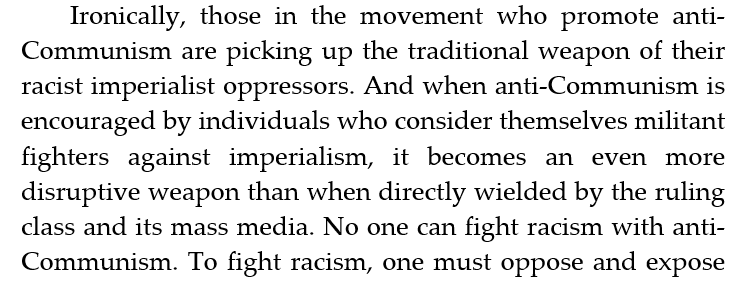 Ironically, those in the movement who promote anti-
Communism are picking up the traditional weapon of their
racist imperialist oppressors. And when anti-Communism is
encouraged by individuals who consider themselves militant
fighters against imperialism, it becomes an even more
disruptive weapon than when directly wielded by the ruling
class and its mass media. No one can fight racism with anti-
Communism. To fight racism, one must oppose and expose